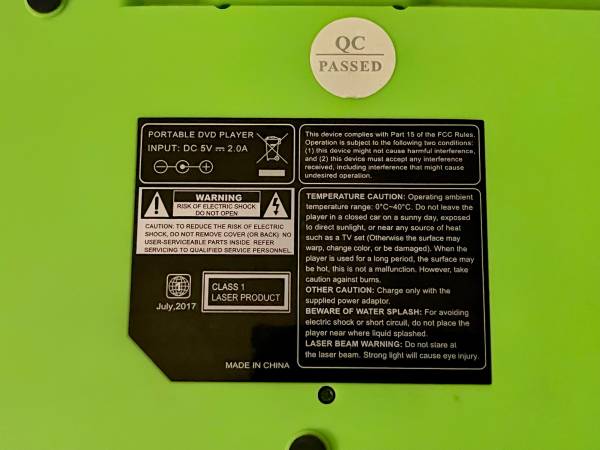 QC
PASSED
PORTABLE DVD PLAYER
INPUT: DC 5V ⎓ 2.0A
This device complies with Part 15 of the FCC Rules.
Operation is subject to the following two conditions:
(1) this device might not cause harmful interference,
and (2) this device must accept any interference
received, including interference that might cause
undesired operation.
WARNING
RISK OF ELECTRIC SHOCK
DO NOT OPEN
CAUTION: TO REDUCE THE RISK OF ELECTRIC
SHOCK, DO NOT REMOVE COVER (OR BACK) NO
USER-SERVICEABLE PARTS INSIDE REFER
SERVICING TO QUALIFIED SERVICE PERSONNEL
1
July,2017
CLASS 1
LASER PRODUCT
TEMPERATURE CAUTION: Operating ambient
temperature range: 0°C~40°C. Do not leave the
player in a closed car on a sunny day, exposed
to direct sunlight, or near any source of heat
such as a TV set (Otherwise the surface may
warp, change color, or be damaged). When the
player is used for a long period, the surface may
be hot, this is not a malfunction. However, take
caution against burns.
OTHER CAUTION: Charge only with the
supplied power adaptor.
BEWARE OF WATER SPLASH: For avoiding
electric shock or short circuit, do not place the
player near where liquid splashed.
LASER BEAM WARNING: Do not stare at
the laser beam. Strong light will cause eye injury.
MADE IN CHINA